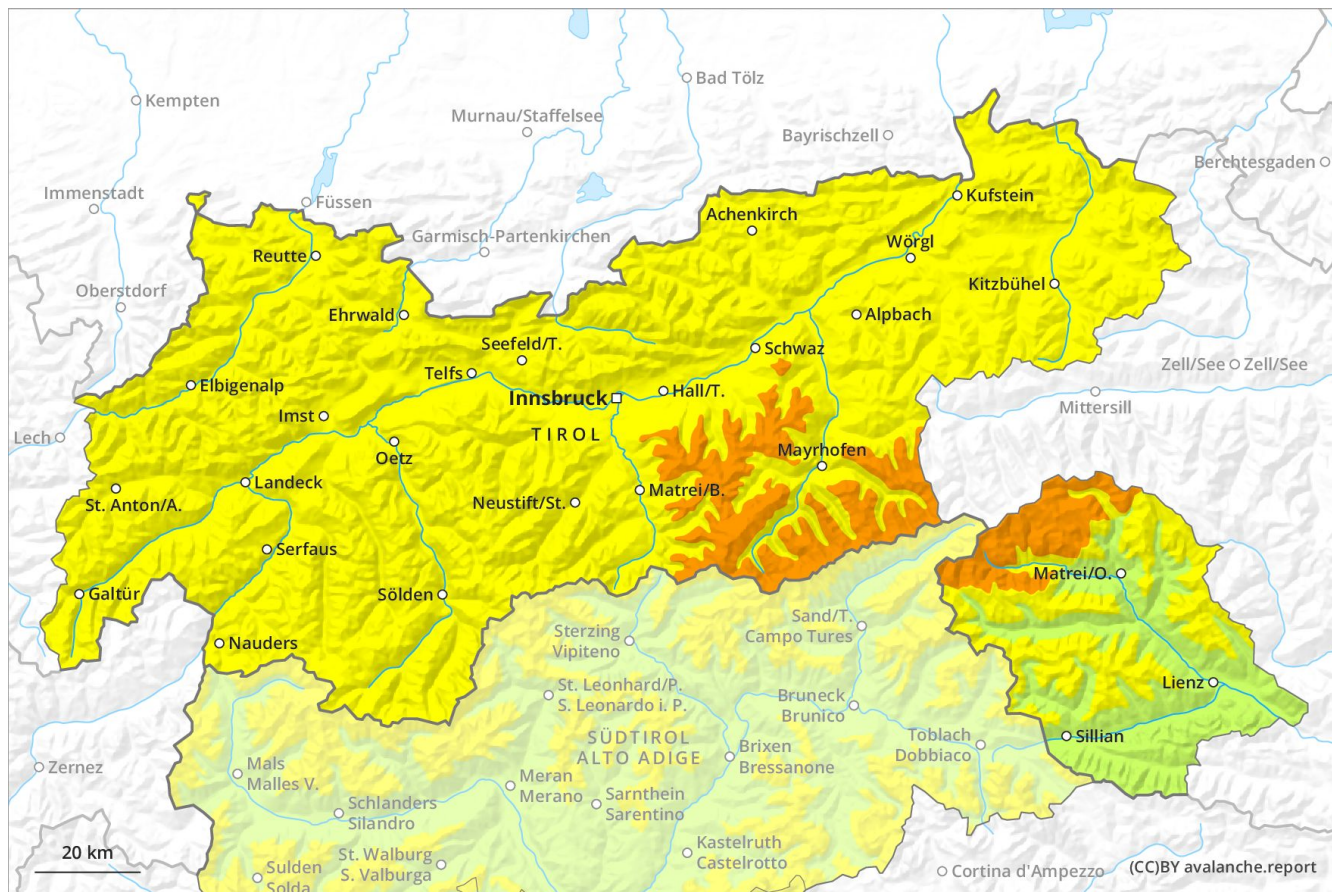 Kempten
Bad Tölz
Murnau/Staffelsee
Bayrischzell
Berchtesgaden
Immenstadt
Füssen
Kufstein
Achenkirch
Garmisch-Partenkirchen
Wörgl
Reutte
Kitzbühel
Oberstdorf
Ehrwald
Alpbach
Seefeld/T.
Schwaz
Telfs
Zell/See
Zell/See
Elbigenalp
Hall/T.
Innsbruck
Mittersill
Imst
TIROL
Lech
Mayrhofen
Oetz
Landeck
Matrei/B.
St. Anton/A.
Neustift/St.
Serfaus
Matrei/O.
Galtür
Sölden
Sand/T.
Campo Tures
Sterzing
Vipiteno
Nauders
Lienz
St. Leonhard/P.
S. Leonardo i. P.
Bruneck
Brunico
SÜDTIROL
ALTO ADIGE
Sillian
Toblach
Dobbiaco
Brixen
Bressanone
Zernez
Mals
Malles V.
Meran
Merano
Sarnthein
Sarentino
Schlanders
Silandro
20 km
Kastelruth
Castelrotto
St. Walburg
S. Valburga
Sulden
Solda
Cortina d'Ampezzo
(CC)BY avalanche.report